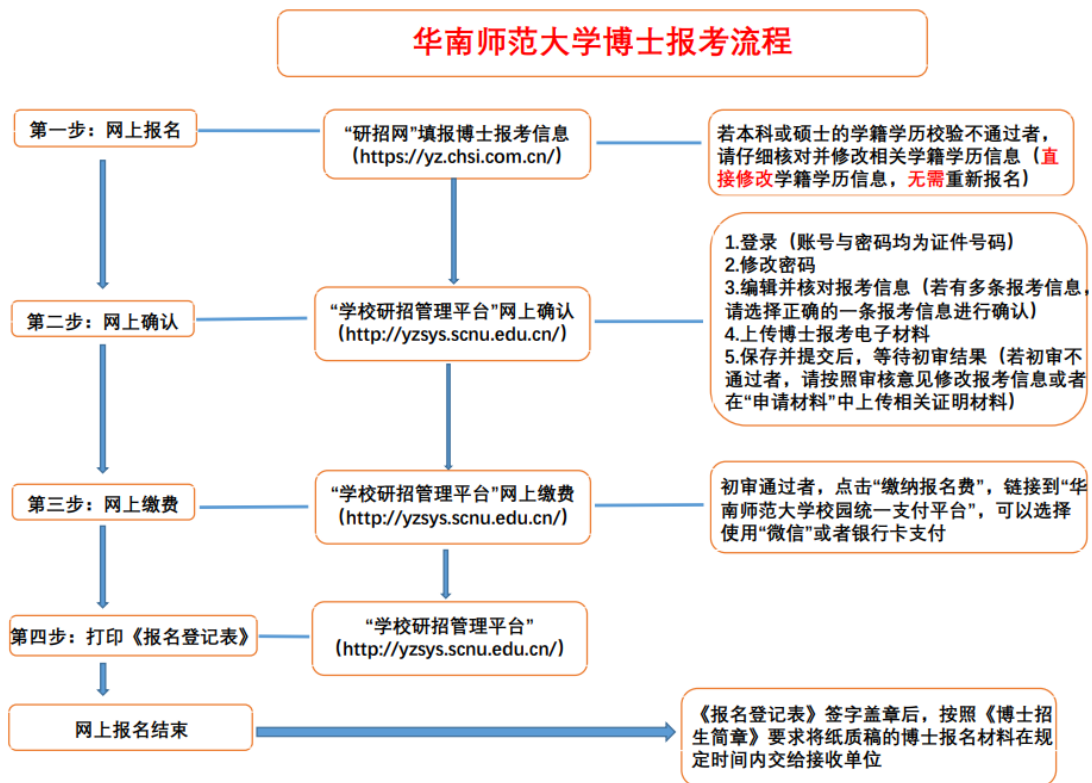 华南师范大学博士报考流程
第一步：网上报名
“研招网”填报博士报考信息
(https://yz.chsi.com.cn/)
若本科或硕士的学籍学历校验不通过者，
请仔细核对并修改相关学籍学历信息（直
接修改学籍学历信息，无需重新报名）
第二步：网上确认
“学校研招管理平台”网上确认
(http://yzsys.scnu.edu.cn/)
1.登录（账号与密码均为证件号码）
2.修改密码
3.编辑并核对报考信息（若有多条报考信息，
请选择正确的一条报考信息进行确认）
4.上传博士报考电子材料
5.保存并提交后，等待初审结果（若初审不
通过者，请按照审核意见修改报考信息或者
在“申请材料”中上传相关证明材料）
第三步：网上缴费
“学校研招管理平台”网上缴费
(http://yzsys.scnu.edu.cn/)
初审通过者，点击“缴纳报名费”，链接到“华
南师范大学校园统一支付平台”，可以选择
使用“微信”或者银行卡支付
第四步：打印《报名登记表》
“学校研招管理平台”
(http://yzsys.scnu.edu.cn/)
网上报名结束
《报名登记表》签字盖章后，按照《博士招
生简章》要求将纸质稿的博士报名材料在规
定时间内交给接收单位